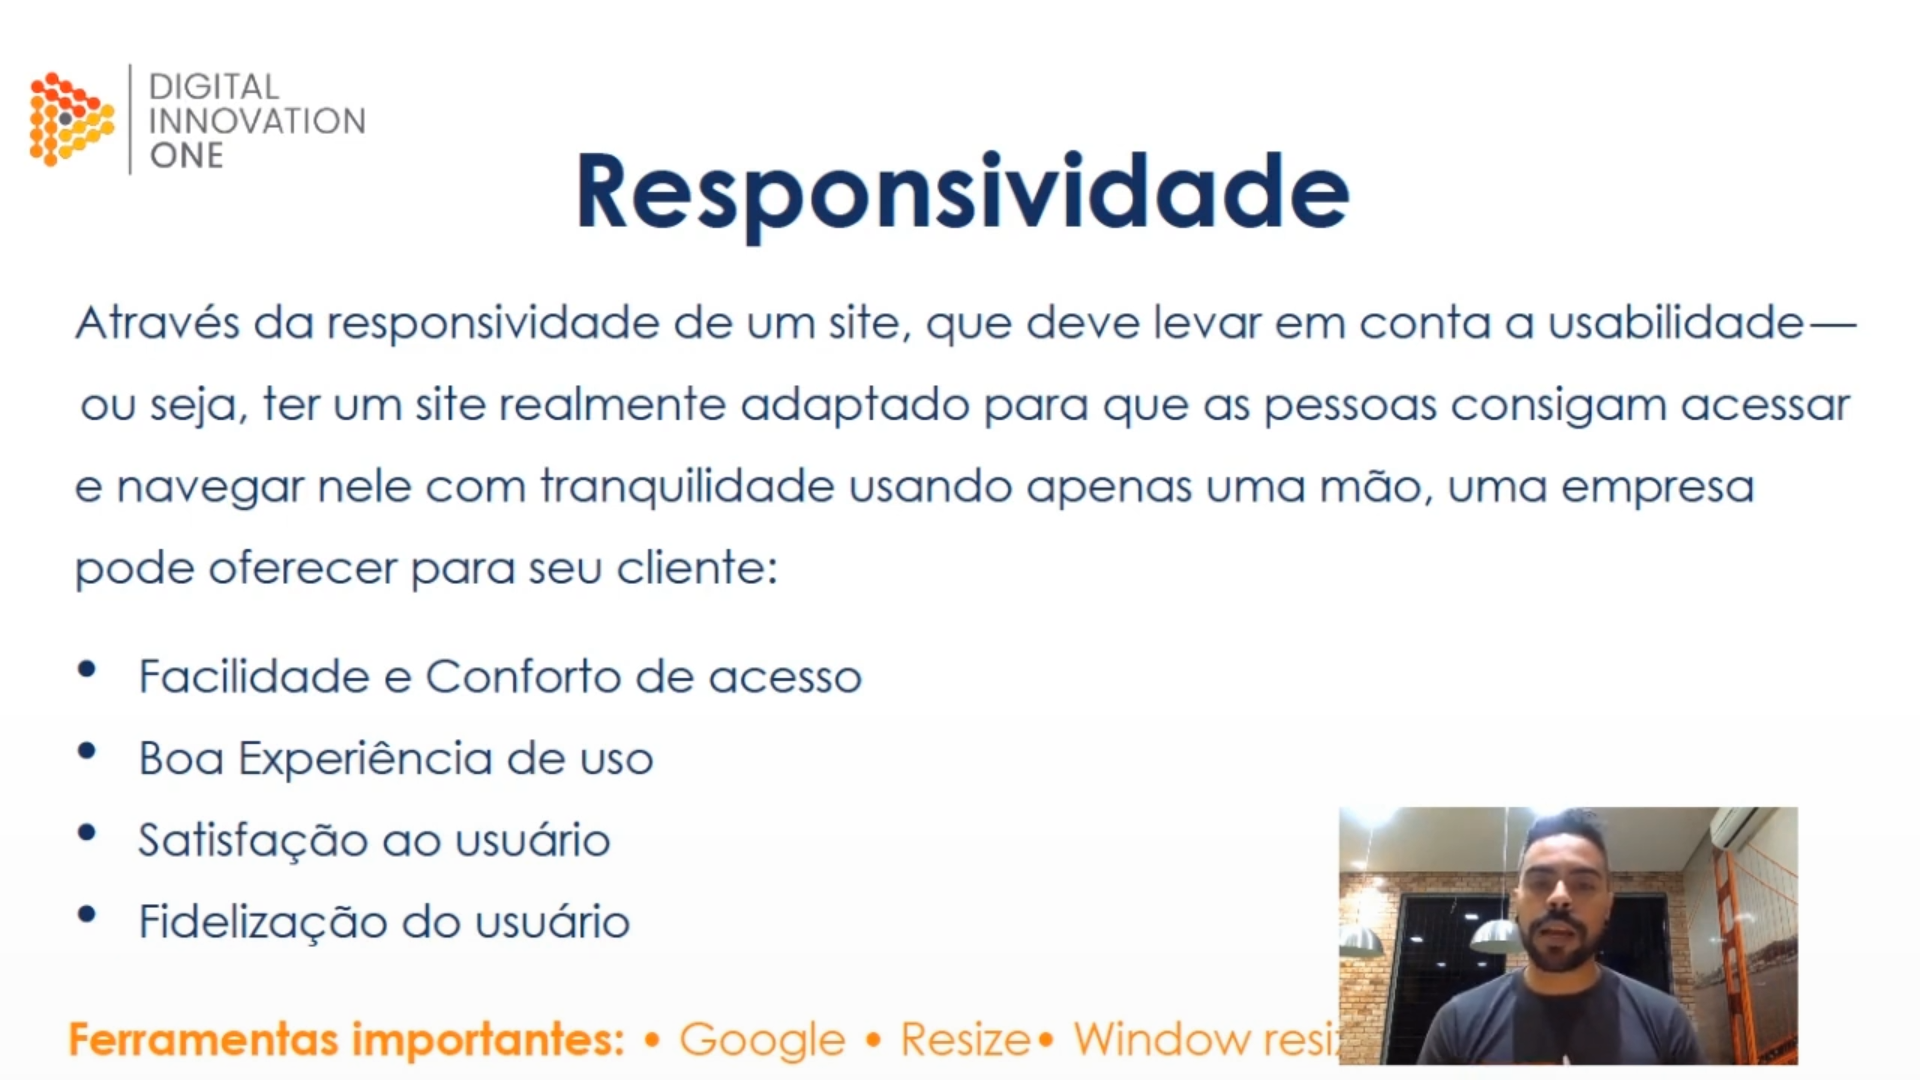 DIGITAL
INNOVATION
ONE
Responsividade
Através da responsividade de um site, que deve levar em conta a usabilidade—
ou seja, ter um site realmente adaptado para que as pessoas consigam acessar
e navegar nele com tranquilidade usando apenas uma mão, uma empresa
pode oferecer para seu cliente:
• Facilidade e Conforto de acesso
• Boa Experiência de uso
• Satisfação ao usuário
• Fidelização do usuário
Ferramentas importantes: • Google • Resize• Window